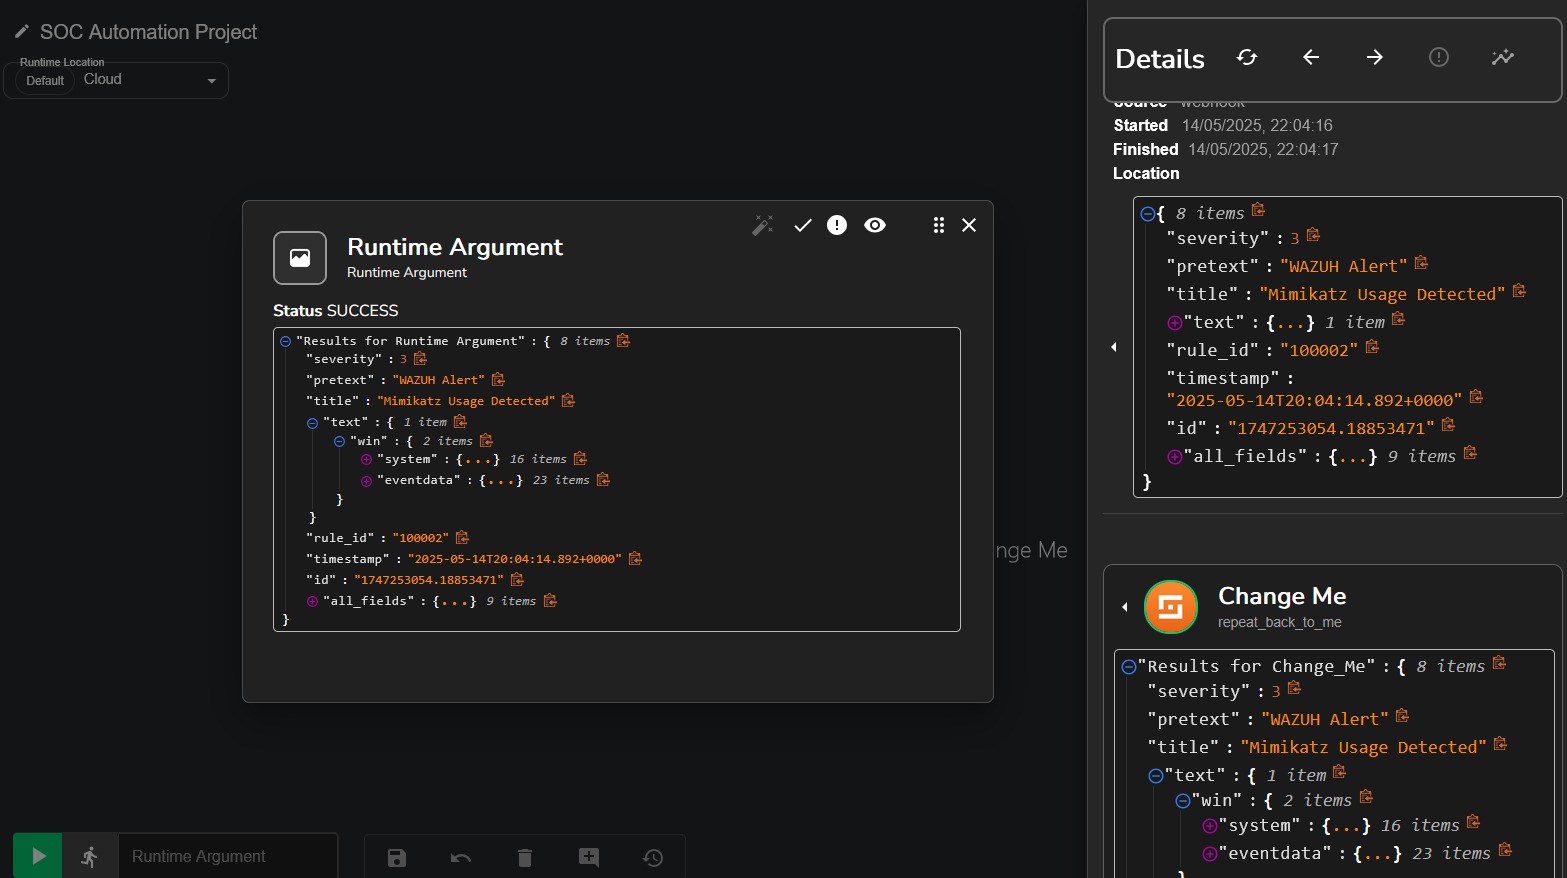 SOC Automation Project
Runtime Location
Default Cloud
Runtime Argument
Runtime Argument
Status SUCCESS
"Results for Runtime Argument" : { 8 items
"severity" : 3
"pretext" : "WAZUH Alert"
"title" : "Mimikatz Usage Detected"
"text" : { 1 item
"win" : { 2 items
"system" : {...} 16 items
"eventdata" : {...} 23 items
}
}
"rule_id" : "100002"
"timestamp" : "2025-05-14T20:04:14.892+0000"
"id" : "1747253054.18853471"
"all_fields" : {...} 9 items
}
nge Me
Runtime Argument
Details
Source webhook
Started 14/05/2025, 22:04:16
Finished 14/05/2025, 22:04:17
Location
{ 8 items
"severity" : 3
"pretext" : "WAZUH Alert"
"title" : "Mimikatz Usage Detected"
"text" : {...} 1 item
"rule_id" : "100002"
"timestamp" :
"2025-05-14T20:04:14.892+0000"
"id" : "1747253054.18853471"
"all_fields" : {...} 9 items
}
Change Me
repeat_back_to_me
"Results for Change_Me" : { 8 items
"severity" : 3
"pretext" : "WAZUH Alert"
"title" : "Mimikatz Usage Detected"
"text" : { 1 item
"win" : { 2 items
"system" : {...} 16 items
"eventdata" : {...} 23 items
}